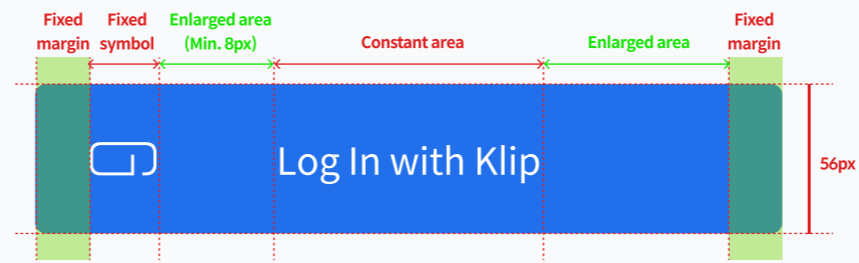 Fixed margin
Fixed symbol
Enlarged area (Min. 8px)
Constant area
Enlarged area
Fixed margin
Log In with Klip
56px